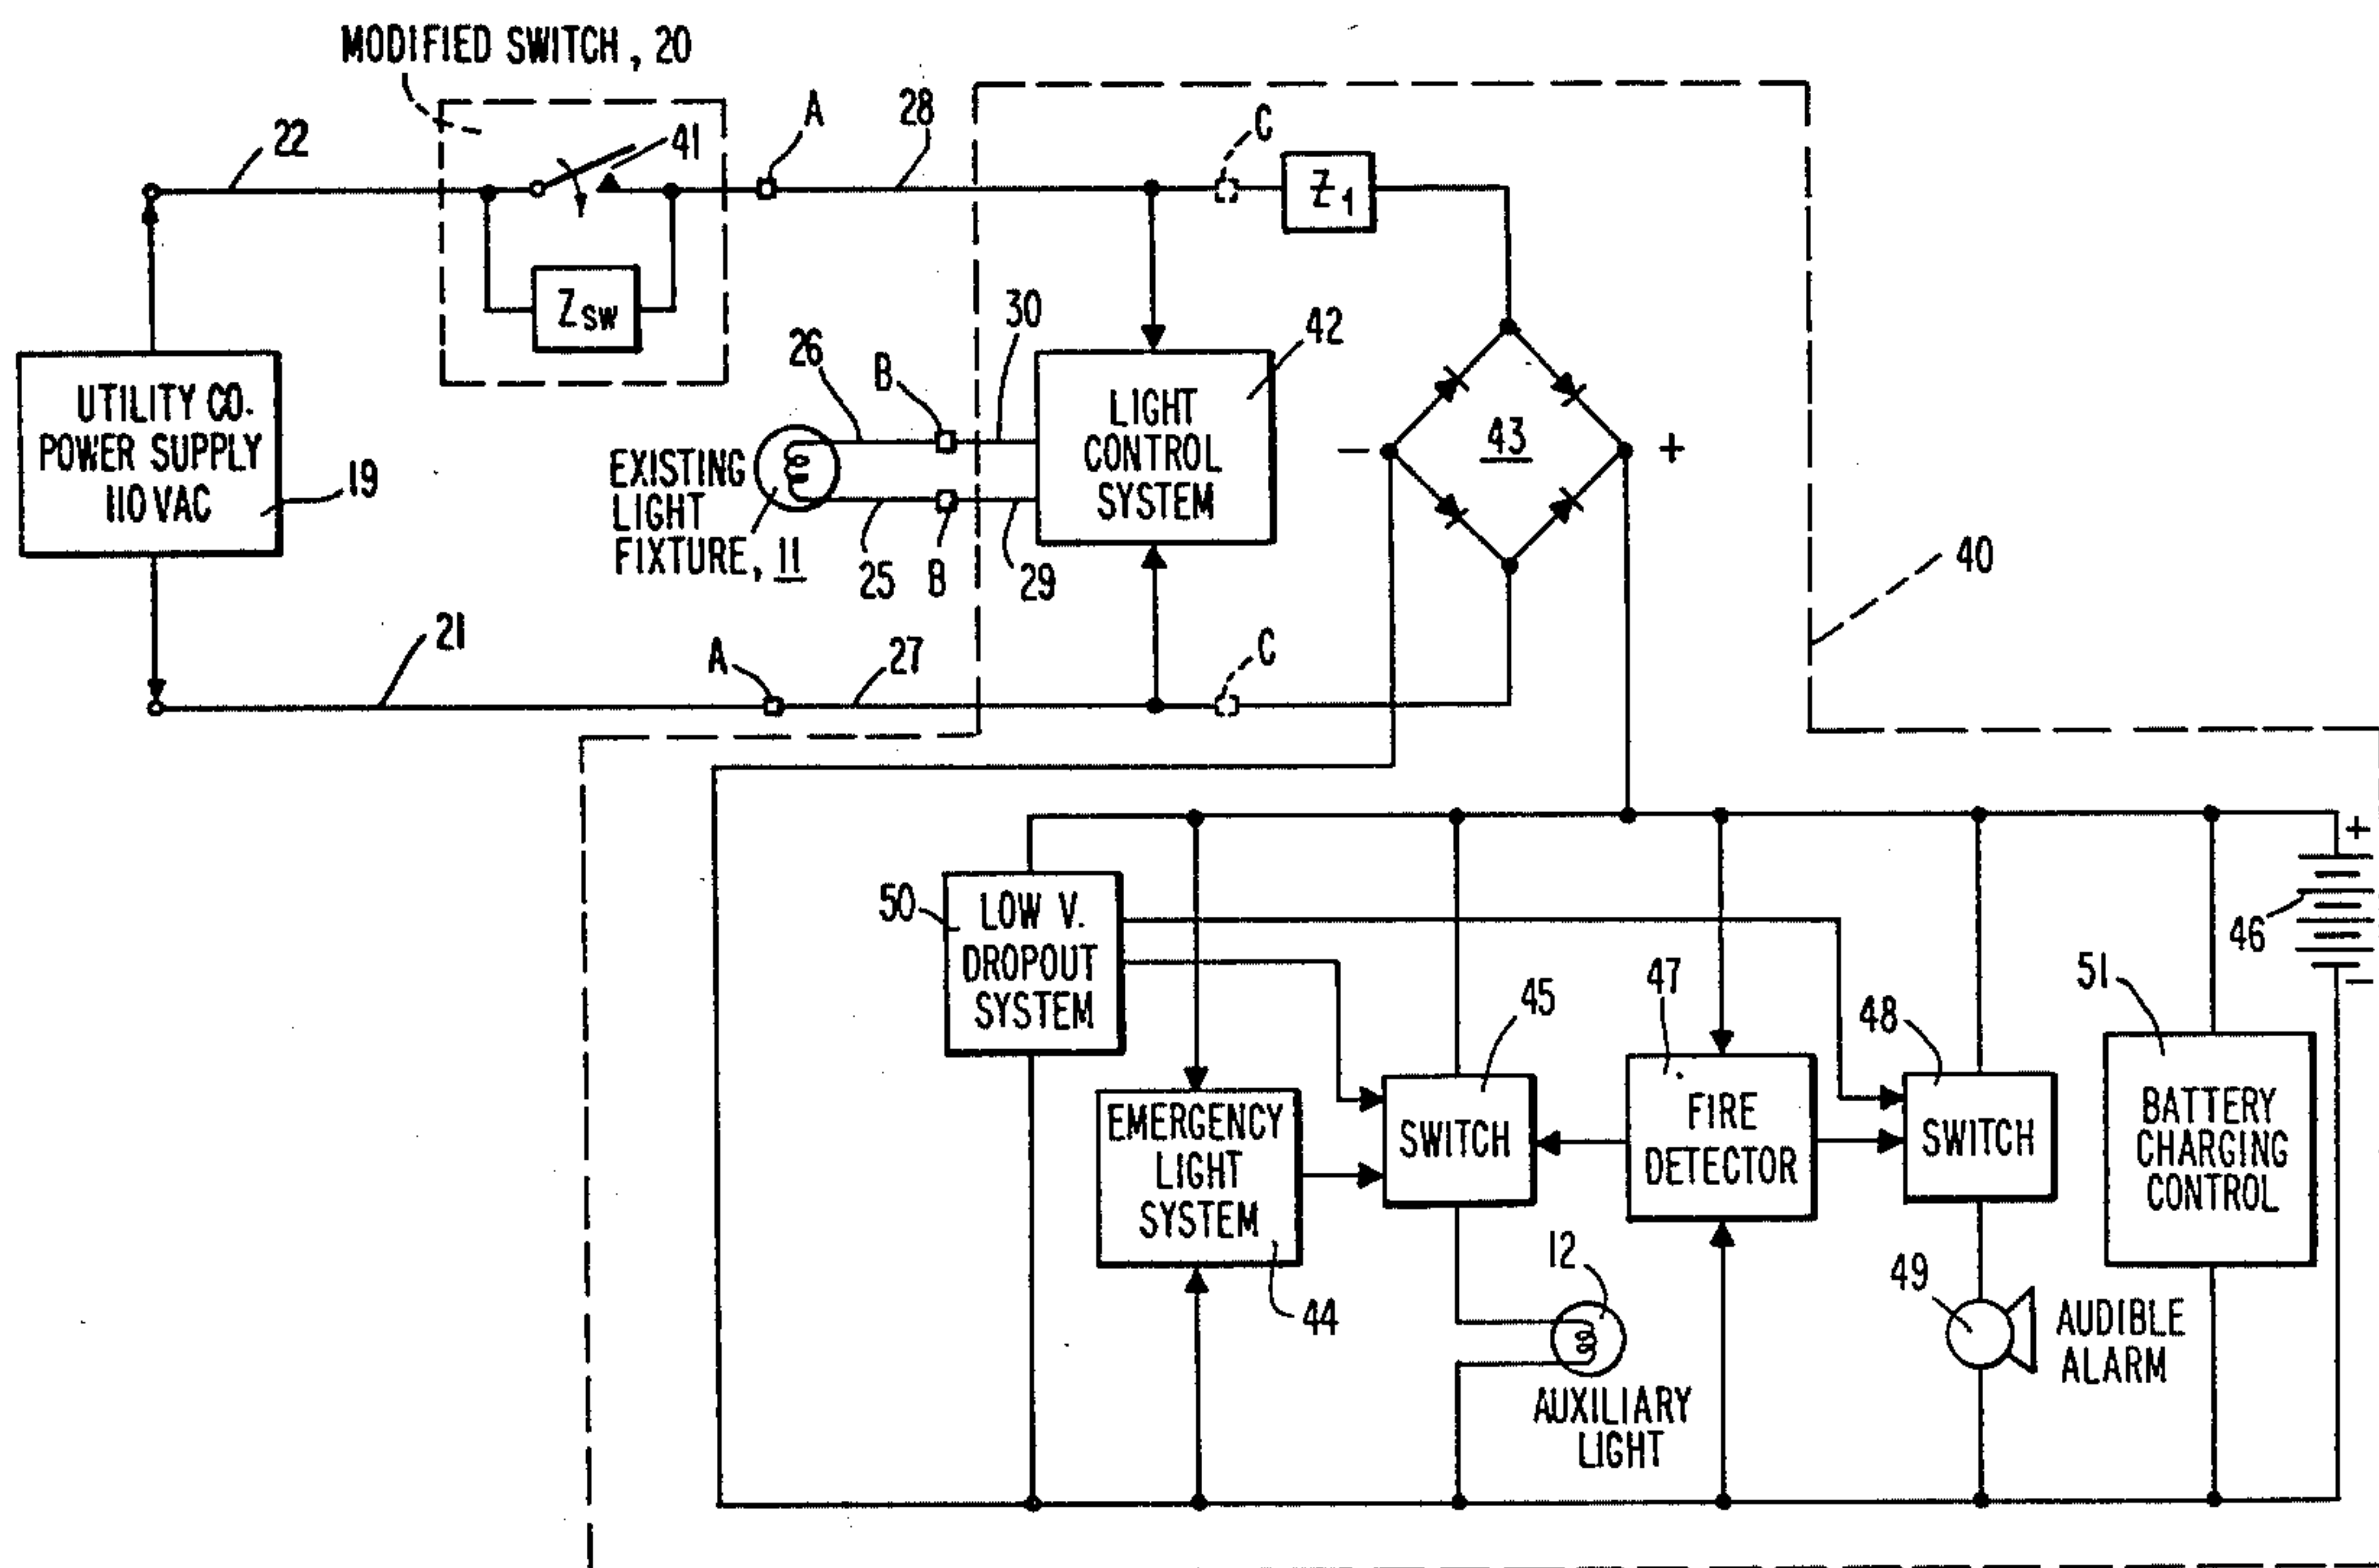 MODIFIED SWITCH, 20
22
41
A
28
C
Z1
ZSW
UTILITY CO.
POWER SUPPLY
110 VAC
19
26
B
30
42
EXISTING
LIGHT
FIXTURE, 11
25
B
29
LIGHT
CONTROL
SYSTEM
−
43
+
40
21
A
27
C
50
LOW V.
DROPOUT
SYSTEM
+
46
−
45
47
48
51
EMERGENCY
LIGHT
SYSTEM
44
SWITCH
FIRE
DETECTOR
SWITCH
BATTERY
CHARGING
CONTROL
12
AUXILIARY
LIGHT
49
AUDIBLE
ALARM